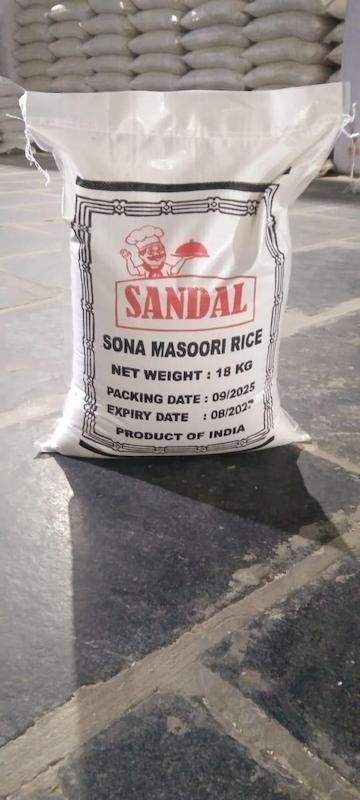 SANDAL
SONA MASOORI RICE
NET WEIGHT : 18 KG
PACKING DATE : 09/2025
EXPIRY DATE :
PRODUCT OF INDIA